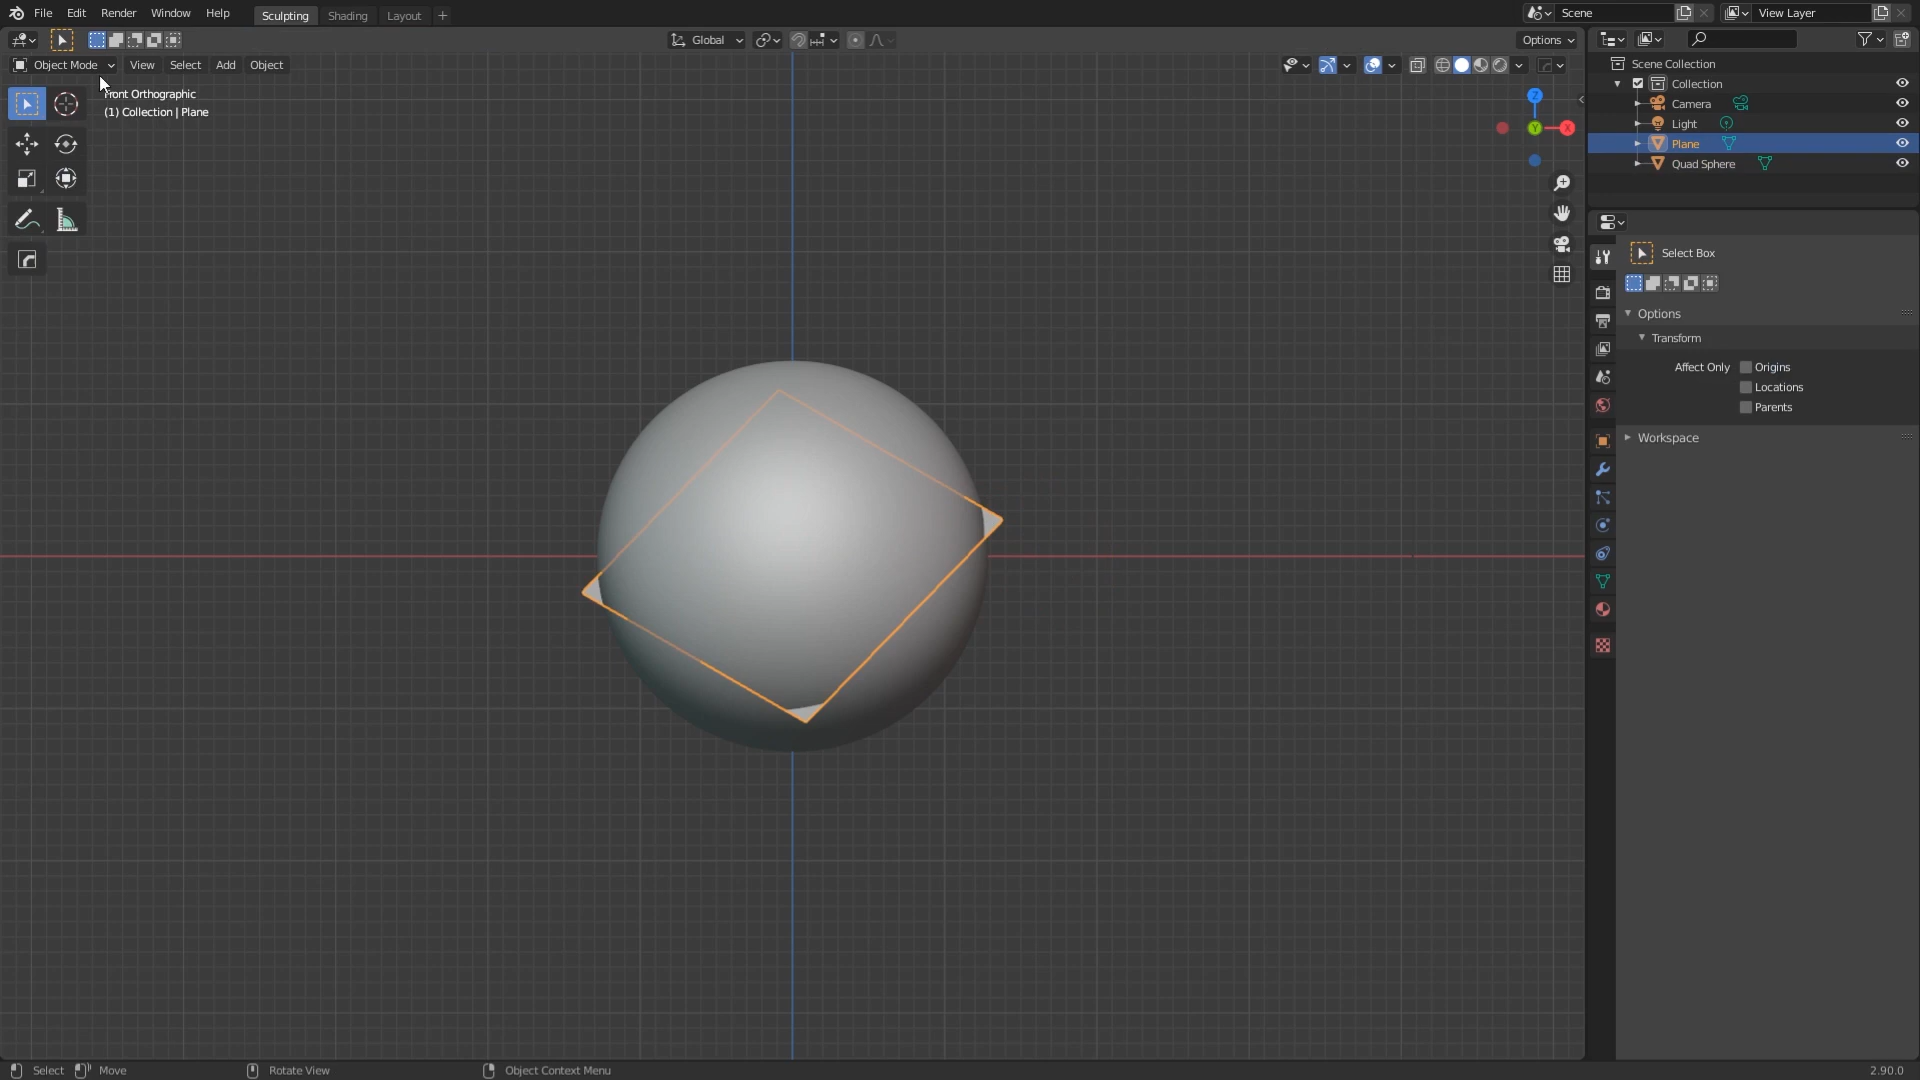 File Edit Render Window Help Sculpting Shading Layout + Scene View Layer
Global Options
Object Mode View Select Add Object
Front Orthographic
(1) Collection | Plane
Z
Y
X
Scene Collection
Collection
Camera
Light
Plane
Quad Sphere
Select Box
Options
Transform
Affect Only Origins
Locations
Parents
Workspace
Select Move Rotate View Object Context Menu 2.90.0